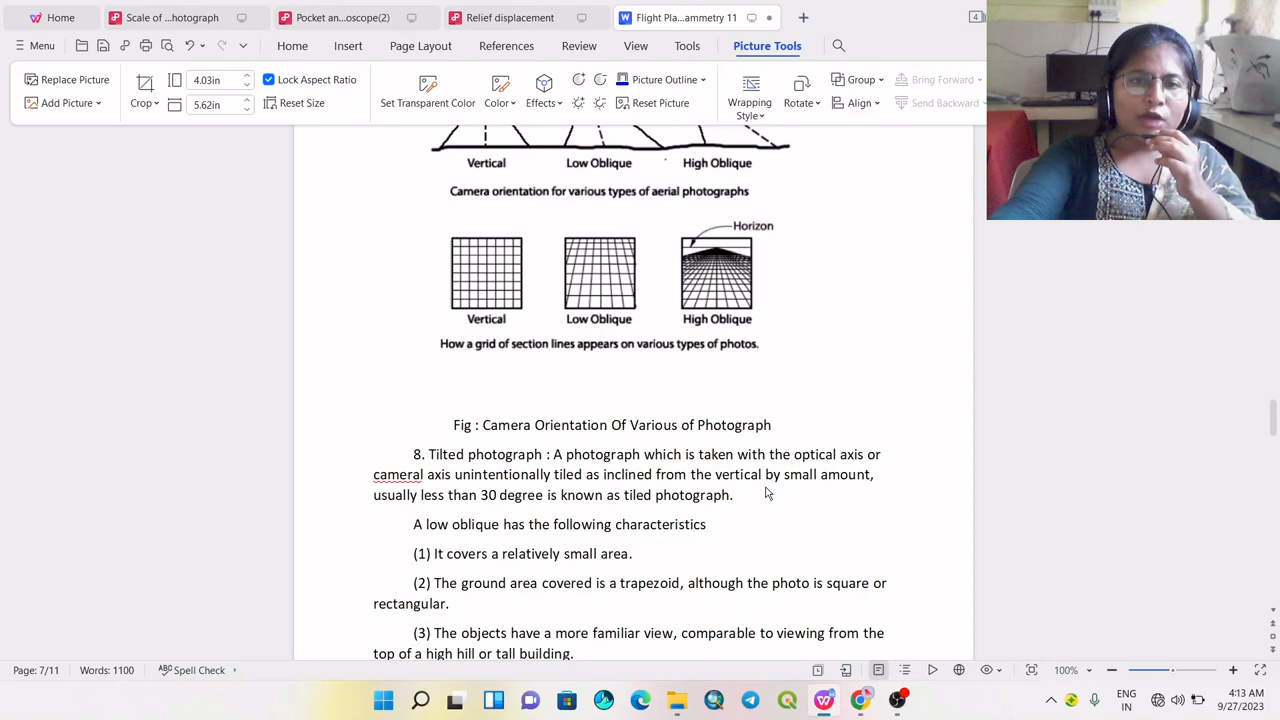 Home
Scale of ...hotograph
Pocket an...oscope(2)
Relief displacement
Flight Pla...ammetry 11
4
Menu
Home
Insert
Page Layout
References
Review
View
Tools
Picture Tools
Replace Picture
4.03in
Lock Aspect Ratio
Picture Outline
Group
Bring Forward
Add Picture
Crop
5.02in
Reset Size
Set Transparent Color
Color
Effects
Reset Picture
Wrapping Style
Rotate
Align
Send Backward
Vertical
Low Oblique
High Oblique
Camera orientation for various types of aerial photographs
Horizon
Vertical
Low Oblique
High Oblique
How a grid of section lines appears on various types of photos.
Fig : Camera Orientation Of Various of Photograph
8. Tilted photograph : A photograph which is taken with the optical axis or
cameral axis unintentionally tiled as inclined from the vertical by small amount,
usually less than 30 degree is known as tiled photograph.
A low oblique has the following characteristics
(1) It covers a relatively small area.
(2) The ground area covered is a trapezoid, although the photo is square or
rectangular.
(3) The objects have a more familiar view, comparable to viewing from the
top of a high hill or tall building.
Page: 7/11
Words: 1100
Spell Check
100%
ENG
IN
4:13 AM
9/27/2023